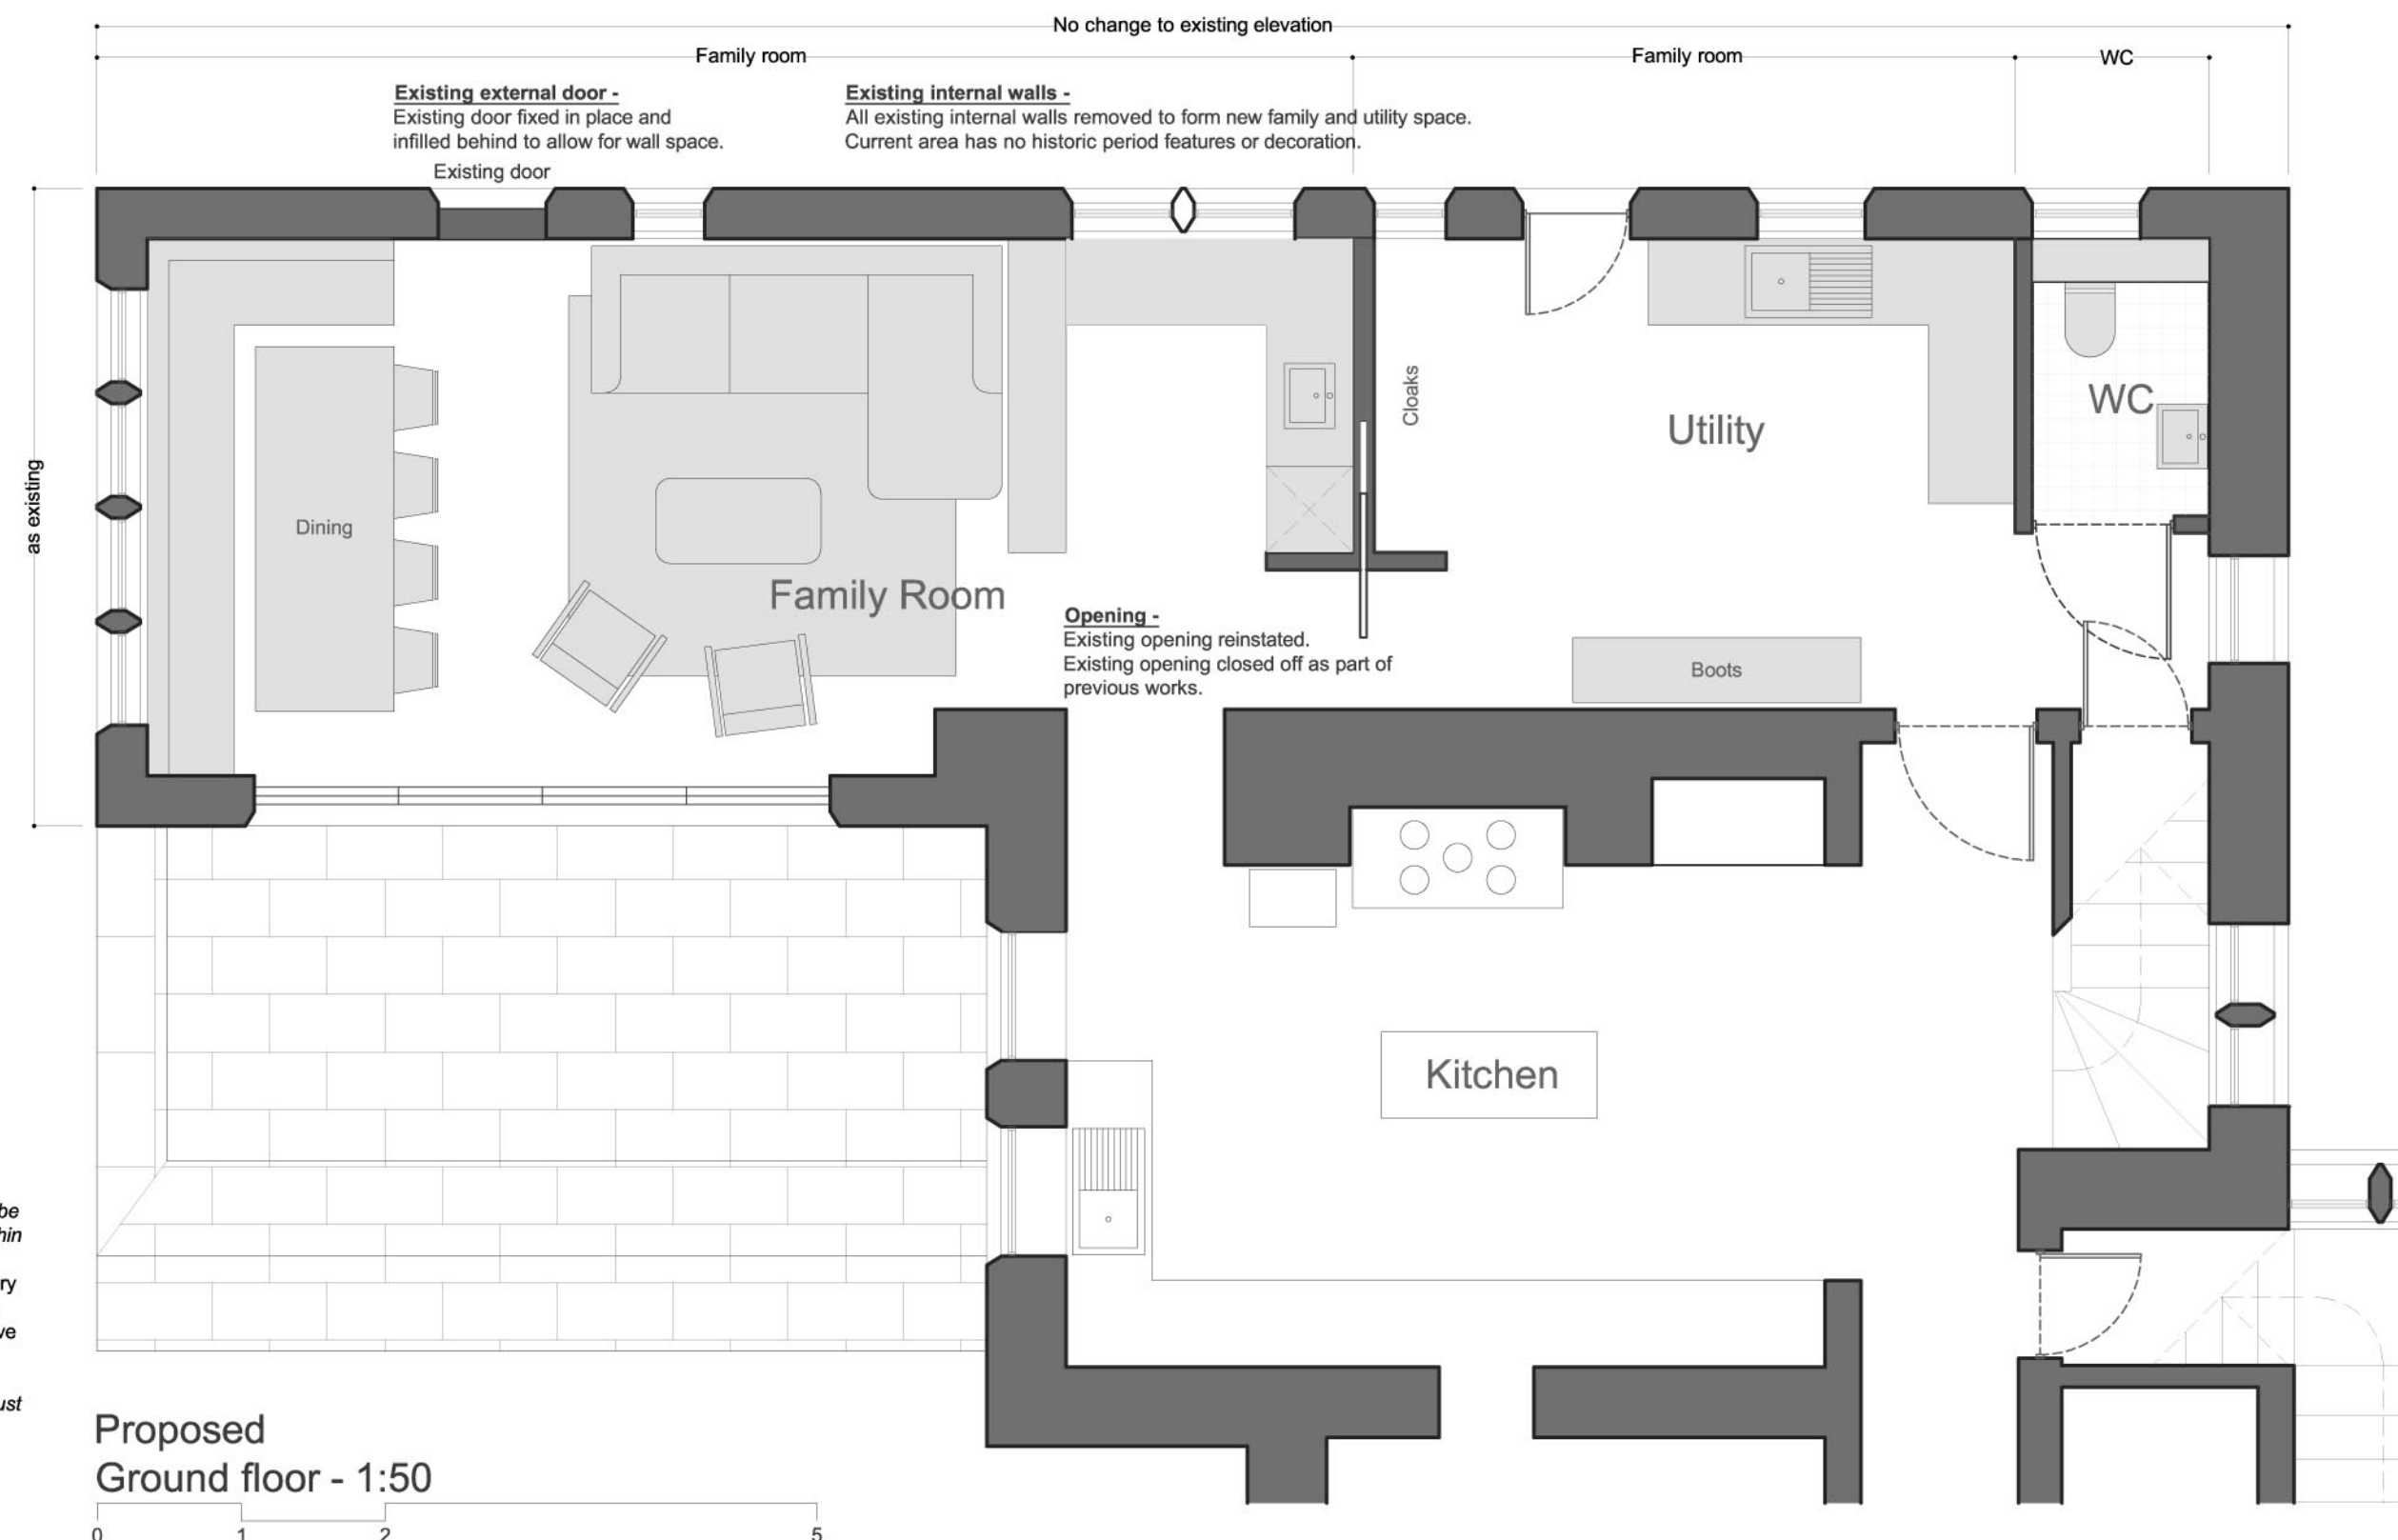 No change to existing elevation
Family room
Family room
WC
Existing external door -
Existing door fixed in place and
infilled behind to allow for wall space.
Existing internal walls -
All existing internal walls removed to form new family and utility space.
Current area has no historic period features or decoration.
Existing door
as existing
Dining
Family Room
Cloaks
Utility
WC
Opening -
Existing opening reinstated.
Existing opening closed off as part of
previous works.
Boots
Kitchen
be
Proposed
Ground floor - 1:50
0 1 2 5